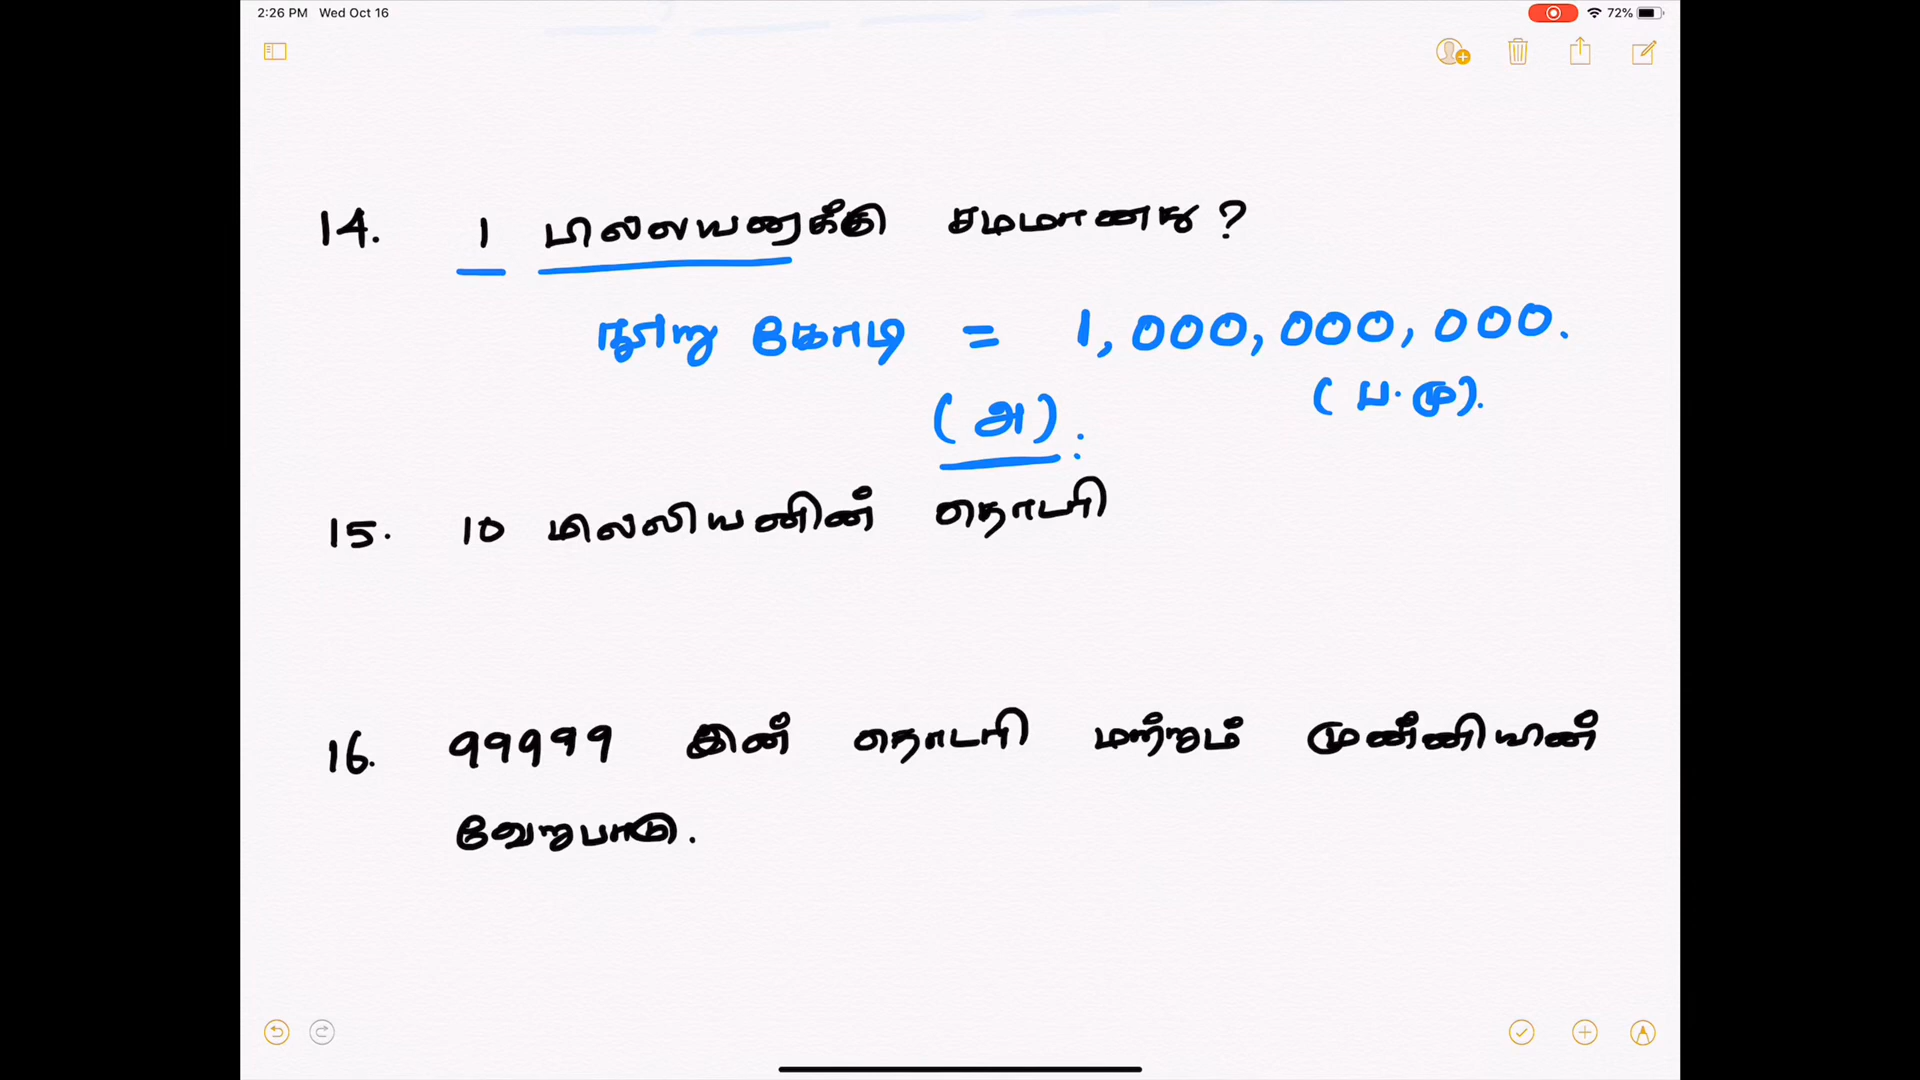 2:26 PM Wed Oct 16 72%
14. 1 பில்லயனுக்கு சமமானது?
நூறு கோடி = 1,000,000,000.
(ப.மு).
(அ).
15. 10 மில்லியனின் தொடரி
16. 99999 இன் தொடரி மற்றும் முன்னியின்
வேறுபாடு.